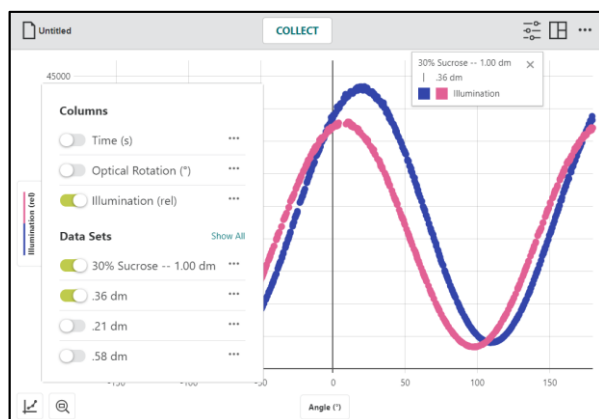 Untitled
COLLECT
•••
30% Sucrose -- 1.00 dm ×
.36 dm
Illumination
45000
Illumination (rel)
Columns
Time (s) •••
Optical Rotation (°) •••
Illumination (rel) •••
Data Sets Show All
30% Sucrose -- 1.00 dm •••
.36 dm •••
.21 dm •••
.58 dm •••
-150 -100 -50 0 50 100 150
Angle (°)